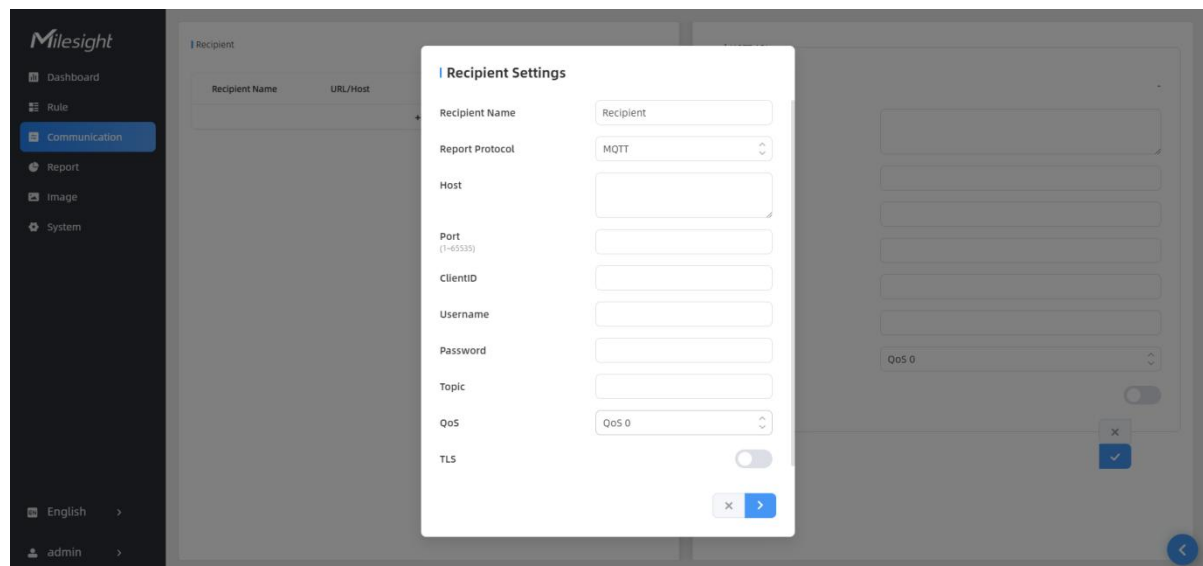 Milesight
Dashboard
Rule
Communication
Report
Image
System
EN English
admin
Recipient
Recipient Name URL/Host
+
Recipient Settings
Recipient Name Recipient
Report Protocol MQTT
Host
Port
(1~65535)
ClientID
Username
Password
Topic
QoS QoS 0
TLS
QoS 0